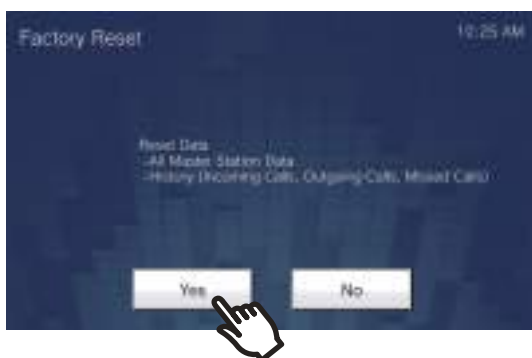 Factory Reset
10:25 AM
Reset Data
-All Master Station Data
-History (Incoming Calls, Outgoing Calls, Missed Calls)
Yes
No